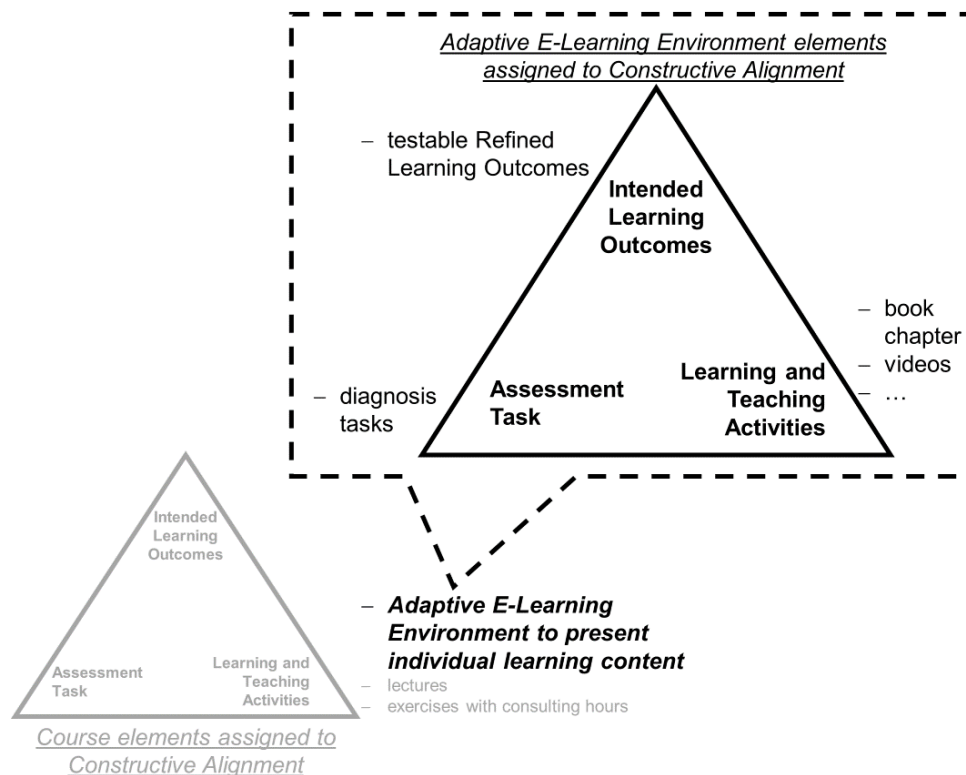 Adaptive E-Learning Environment elements
assigned to Constructive Alignment
– testable Refined
Learning Outcomes
Intended
Learning
Outcomes
– book
chapter
– videos
– …
Learning and
Teaching
Activities
Assessment
Task
– diagnosis
tasks
Intended
Learning
Outcomes
Assessment
Task
Learning and
Teaching
Activities
– Adaptive E-Learning
Environment to present
individual learning content
– lectures
– exercises with consulting hours
Course elements assigned to
Constructive Alignment